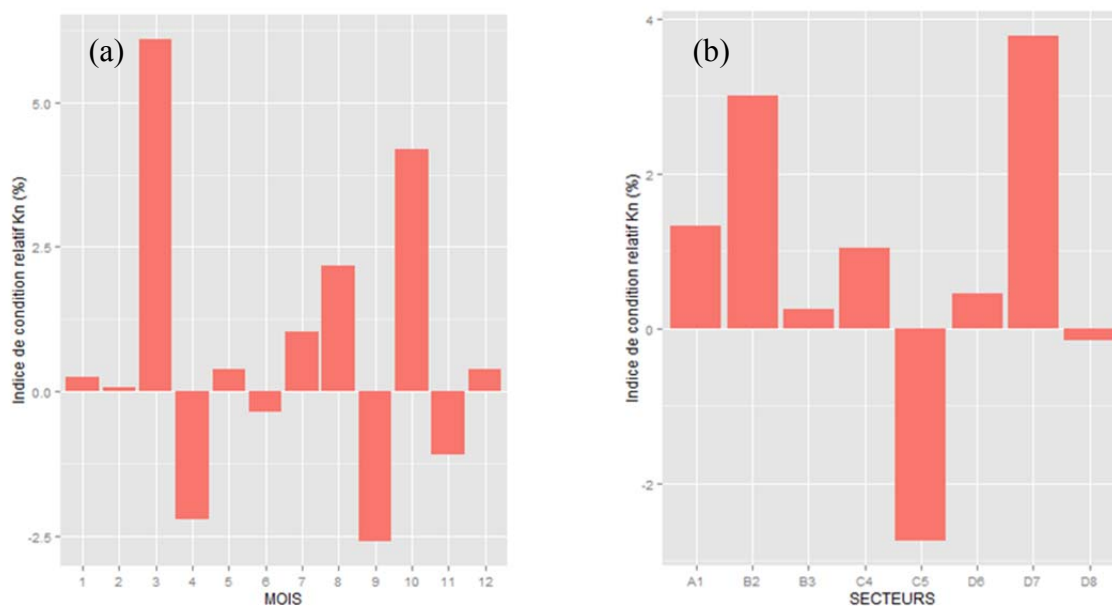 (a)
Indice de condition relatif Kn (%)
5.0
2.5
0.0
-2.5
1 2 3 4 5 6 7 8 9 10 11 12
MOIS
(b)
Indice de condition relatif Kn (%)
4
2
0
-2
A1 B2 B3 C4 C5 D6 D7 D8
SECTEURS